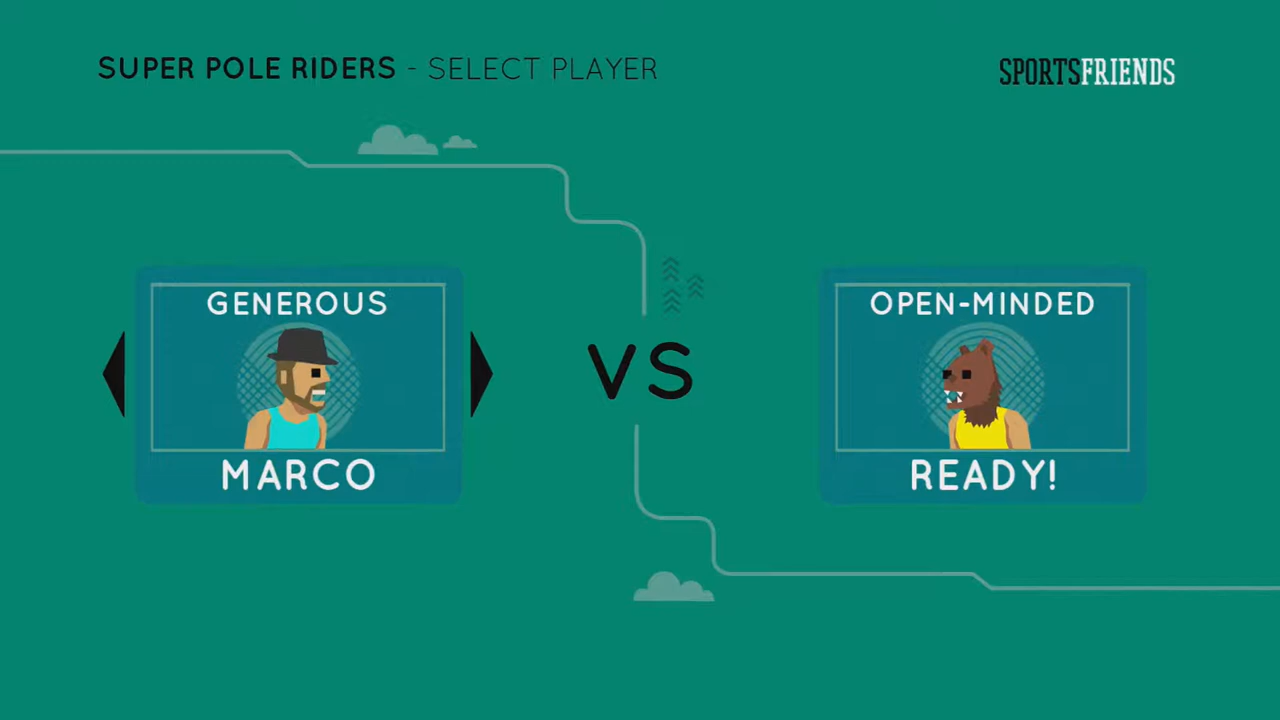 SUPER POLE RIDERS - SELECT PLAYER
SPORTSFRIENDS
GENEROUS
MARCO
VS
OPEN-MINDED
READY!